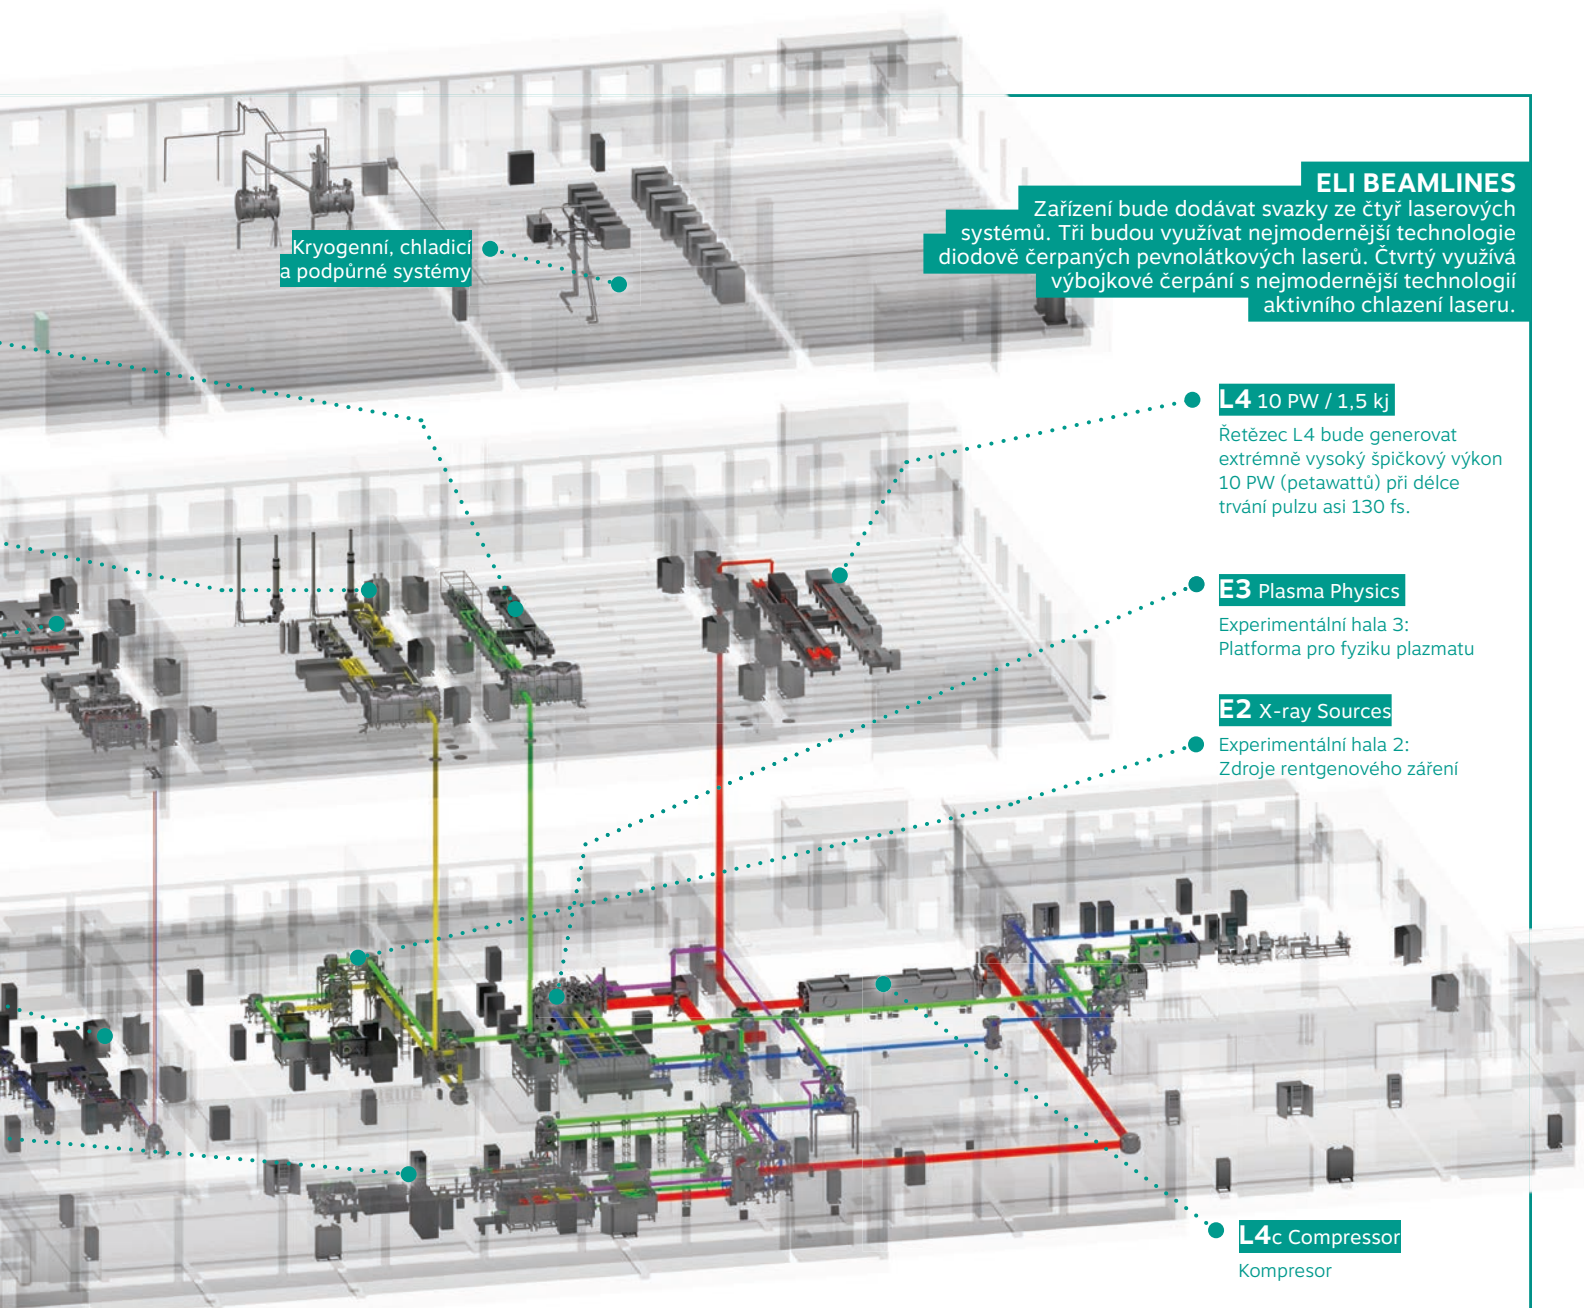 ELI BEAMLINES
Zařízení bude dodávat svazky ze čtyř laserových
systémů. Tři budou využívat nejmodernější technologie
diodově čerpaných pevnolátkových laserů. Čtvrtý využívá
výbojkové čerpání s nejmodernější technologií
aktivního chlazení laseru.
Kryogenní, chladicí
a podpůrné systémy
L4 10 PW / 1,5 kj
Řetězec L4 bude generovat
extrémně vysoký špičkový výkon
10 PW (petawattů) při délce
trvání pulzu asi 130 fs.
E3 Plasma Physics
Experimentální hala 3:
Platforma pro fyziku plazmatu
E2 X-ray Sources
Experimentální hala 2:
Zdroje rentgenového záření
L4c Compressor
Kompresor